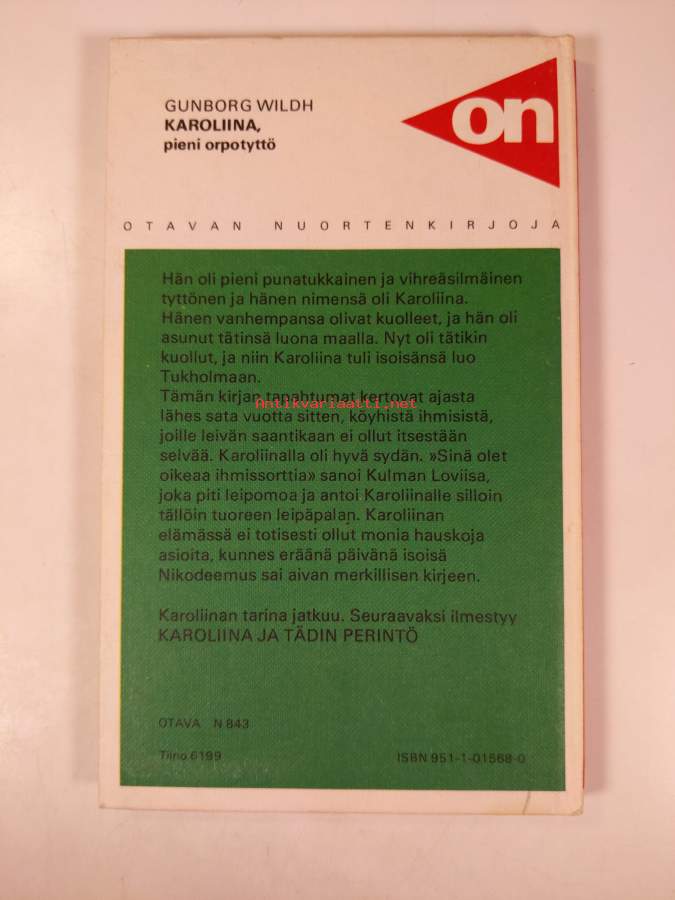 GUNBORG WILDH
KAROLIINA,
pieni orpotyttö
on
OTAVAN NUORTENKIRJOJA
Hän oli pieni punatukkainen ja vihreäsilmäinen
tyttönen ja hänen nimensä oli Karoliina.
Hänen vanhempansa olivat kuolleet, ja hän oli
asunut tätinsä luona maalla. Nyt oli tätikin
kuollut, ja niin Karoliina tuli isoisänsä luo
Tukholmaan.
Tämän kirjan tapahtumat kertovat ajasta
Antikvariaatti.net
lähes sata vuotta sitten, köyhistä ihmisistä,
joille leivän saantikaan ei ollut itsestään
selvää. Karoliinalla oli hyvä sydän. »Sinä olet
oikeaa ihmissorttia» sanoi Kulman Loviisa,
joka piti leipomoa ja antoi Karoliinalle silloin
tällöin tuoreen leipäpalan. Karoliinan
elämässä ei totisesti ollut monia hauskoja
asioita, kunnes eräänä päivänä isoisä
Nikodeemus sai aivan merkillisen kirjeen.
Karoliinan tarina jatkuu. Seuraavaksi ilmestyy
KAROLIINA JA TÄDIN PERINTÖ
OTAVA N 843
Tiino 6199 ISBN 951-1-01568-0